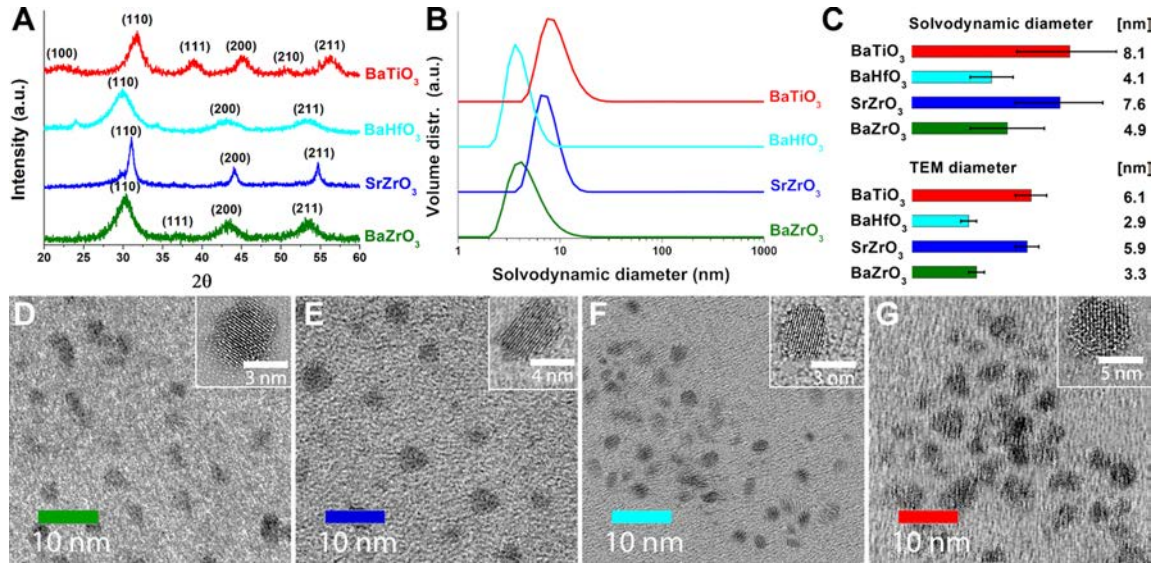 A
Intensity (a.u.)
(100)
(110)
(111)
(200)
(210)
(211)
BaTiO3
(110)
(200)
(211)
BaHfO3
(110)
(200)
(211)
SrZrO3
(110)
(111)
(200)
(211)
BaZrO3
20 25 30 35 40 45 50 55 60
2θ
B
Volume distr. (a.u.)
BaTiO3
BaHfO3
SrZrO3
BaZrO3
1 10 100 1000
Solvodynamic diameter (nm)
C
Solvodynamic diameter [nm]
BaTiO3 8.1
BaHfO3 4.1
SrZrO3 7.6
BaZrO3 4.9
TEM diameter [nm]
BaTiO3 6.1
BaHfO3 2.9
SrZrO3 5.9
BaZrO3 3.3
D
3 nm
10 nm
E
4 nm
10 nm
F
3 nm
10 nm
G
5 nm
10 nm